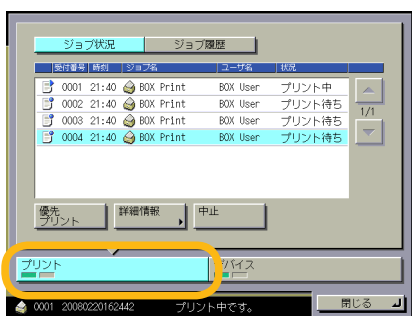 ジョブ状況 ジョブ履歴
受付番号 時刻 ジョブ名 ユーザ名 状況
0001 21:40 BOX Print BOX User プリント中
0002 21:40 BOX Print BOX User プリント待ち
0003 21:40 BOX Print BOX User プリント待ち
0004 21:40 BOX Print BOX User プリント待ち
1/1
優先
プリント
詳細情報 中止
プリント デバイス
0001 20080220162442 プリント中です。 閉じる